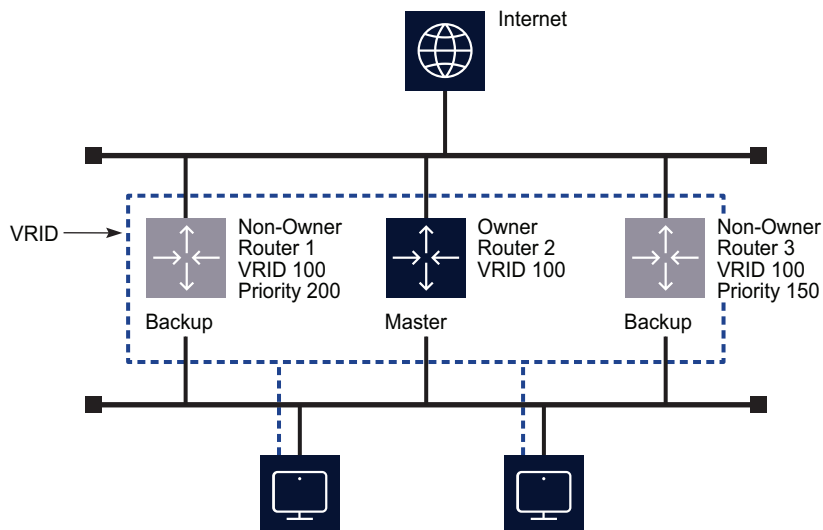 Internet
VRID
Non-Owner
Router 1
VRID 100
Priority 200
Backup
Owner
Router 2
VRID 100
Master
Non-Owner
Router 3
VRID 100
Priority 150
Backup